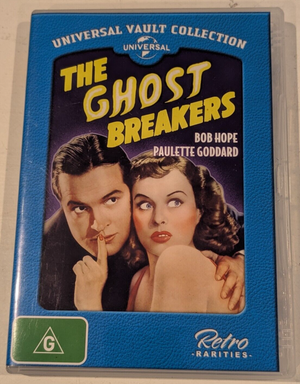 UNIVERSAL VAULT COLLECTION
UNIVERSAL
THE
GHOST
BREAKERS
BOB HOPE
PAULETTE GODDARD
G
Retro
-RARITIES-